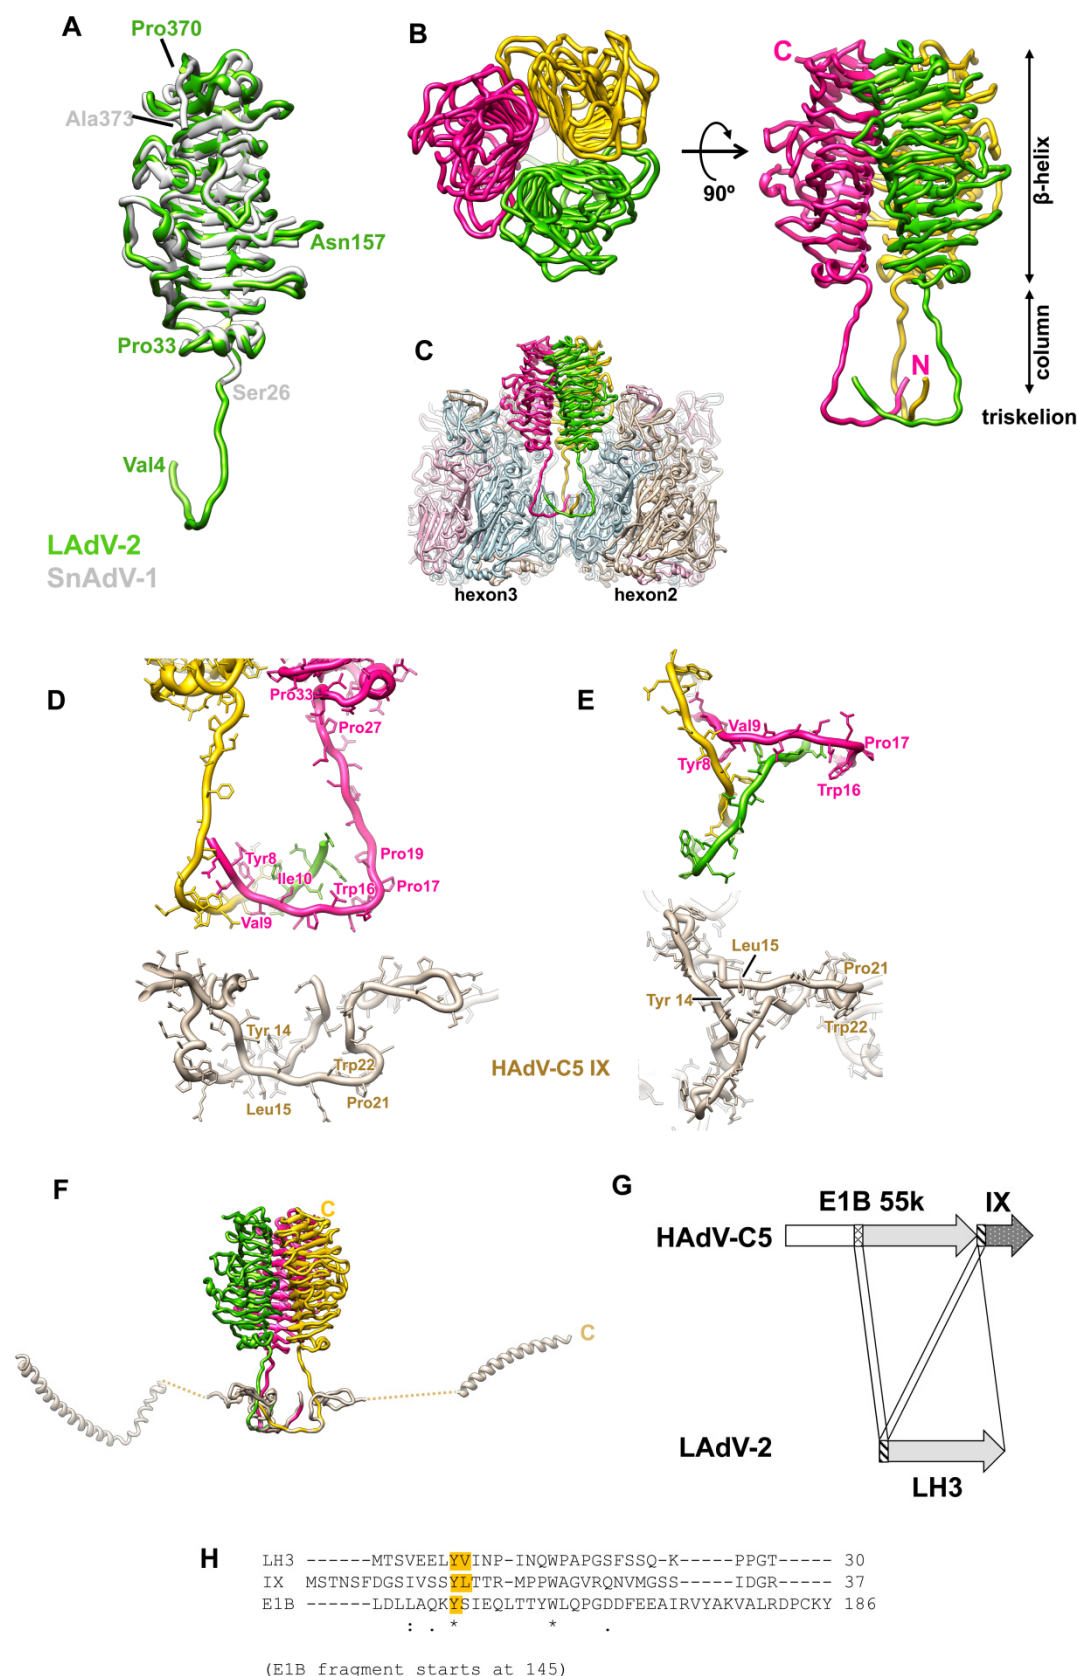 A
Pro370
Ala373
Asn157
Pro33
Ser26
Val4
LAdV-2
SnAdV-1
B
90º
C
N
β-helix
column
triskelion
C
hexon3
hexon2
D
Pro33
Pro27
Tyr8
Ile10
Pro19
Trp16
Pro17
Val9
Tyr 14
Trp22
Leu15
Pro21
HAdV-C5 IX
E
Val9
Pro17
Tyr8
Trp16
Leu15
Pro21
Tyr 14
Trp22
F
C
C
G
E1B 55k
IX
HAdV-C5
LAdV-2
LH3
H
LH3 ------MTSVEELYVINP-INQWPAPGSFSSQ-K-----PPGT----- 30
IX MSTNSFDGSIVSSYLTTR-MPPWAGVRQNVMGSS-----IDGR----- 37
E1B ------LDLLAQKYSIEQLTTYWLQPGDDFEEAIRVYAKVALRDPCKY 186
: . * * .
(E1B fragment starts at 145)